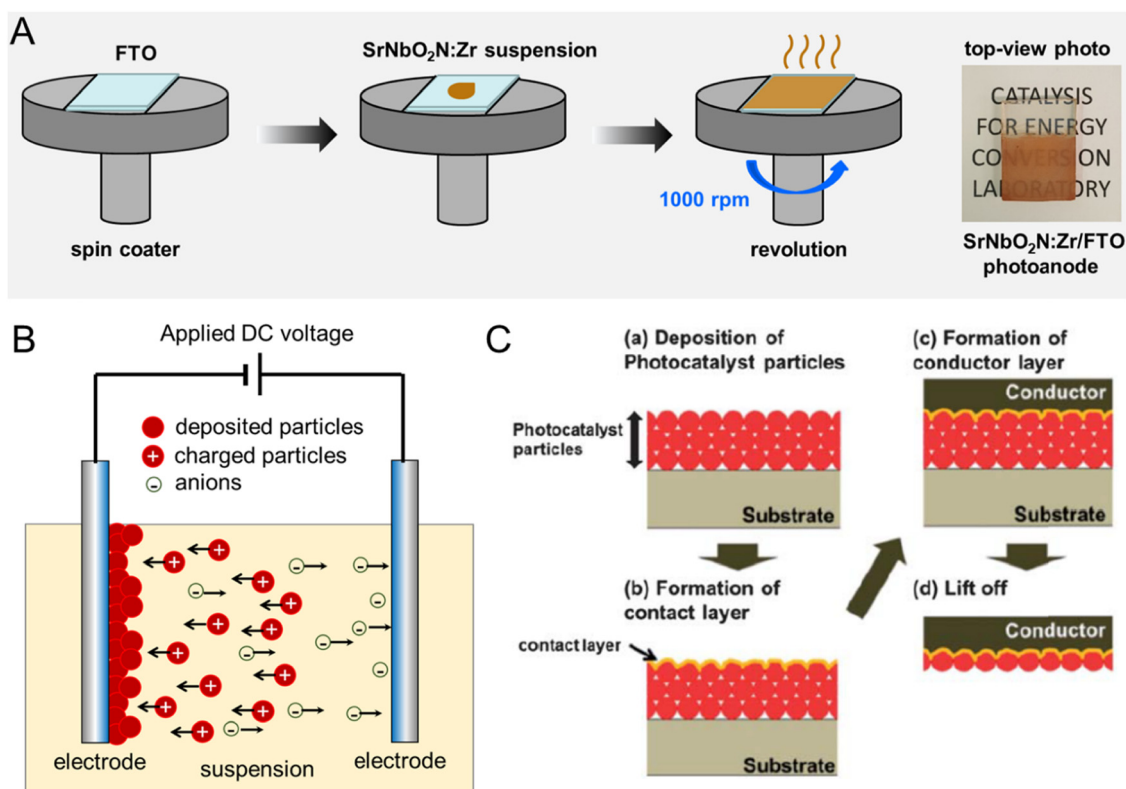 A
FTO
SrNbO₂N:Zr suspension
1000 rpm
spin coater
revolution
top-view photo
CATALYSIS
FOR ENERGY
CONVERSION
LABORATORY
SrNbO₂N:Zr/FTO
photoanode
B
Applied DC voltage
deposited particles
+ charged particles
- anions
electrode
suspension
electrode
C
(a) Deposition of
Photocatalyst particles
Photocatalyst
particles
Substrate
(b) Formation of
contact layer
contact layer
Substrate
(c) Formation of
conductor layer
Conductor
Substrate
(d) Lift off
Conductor